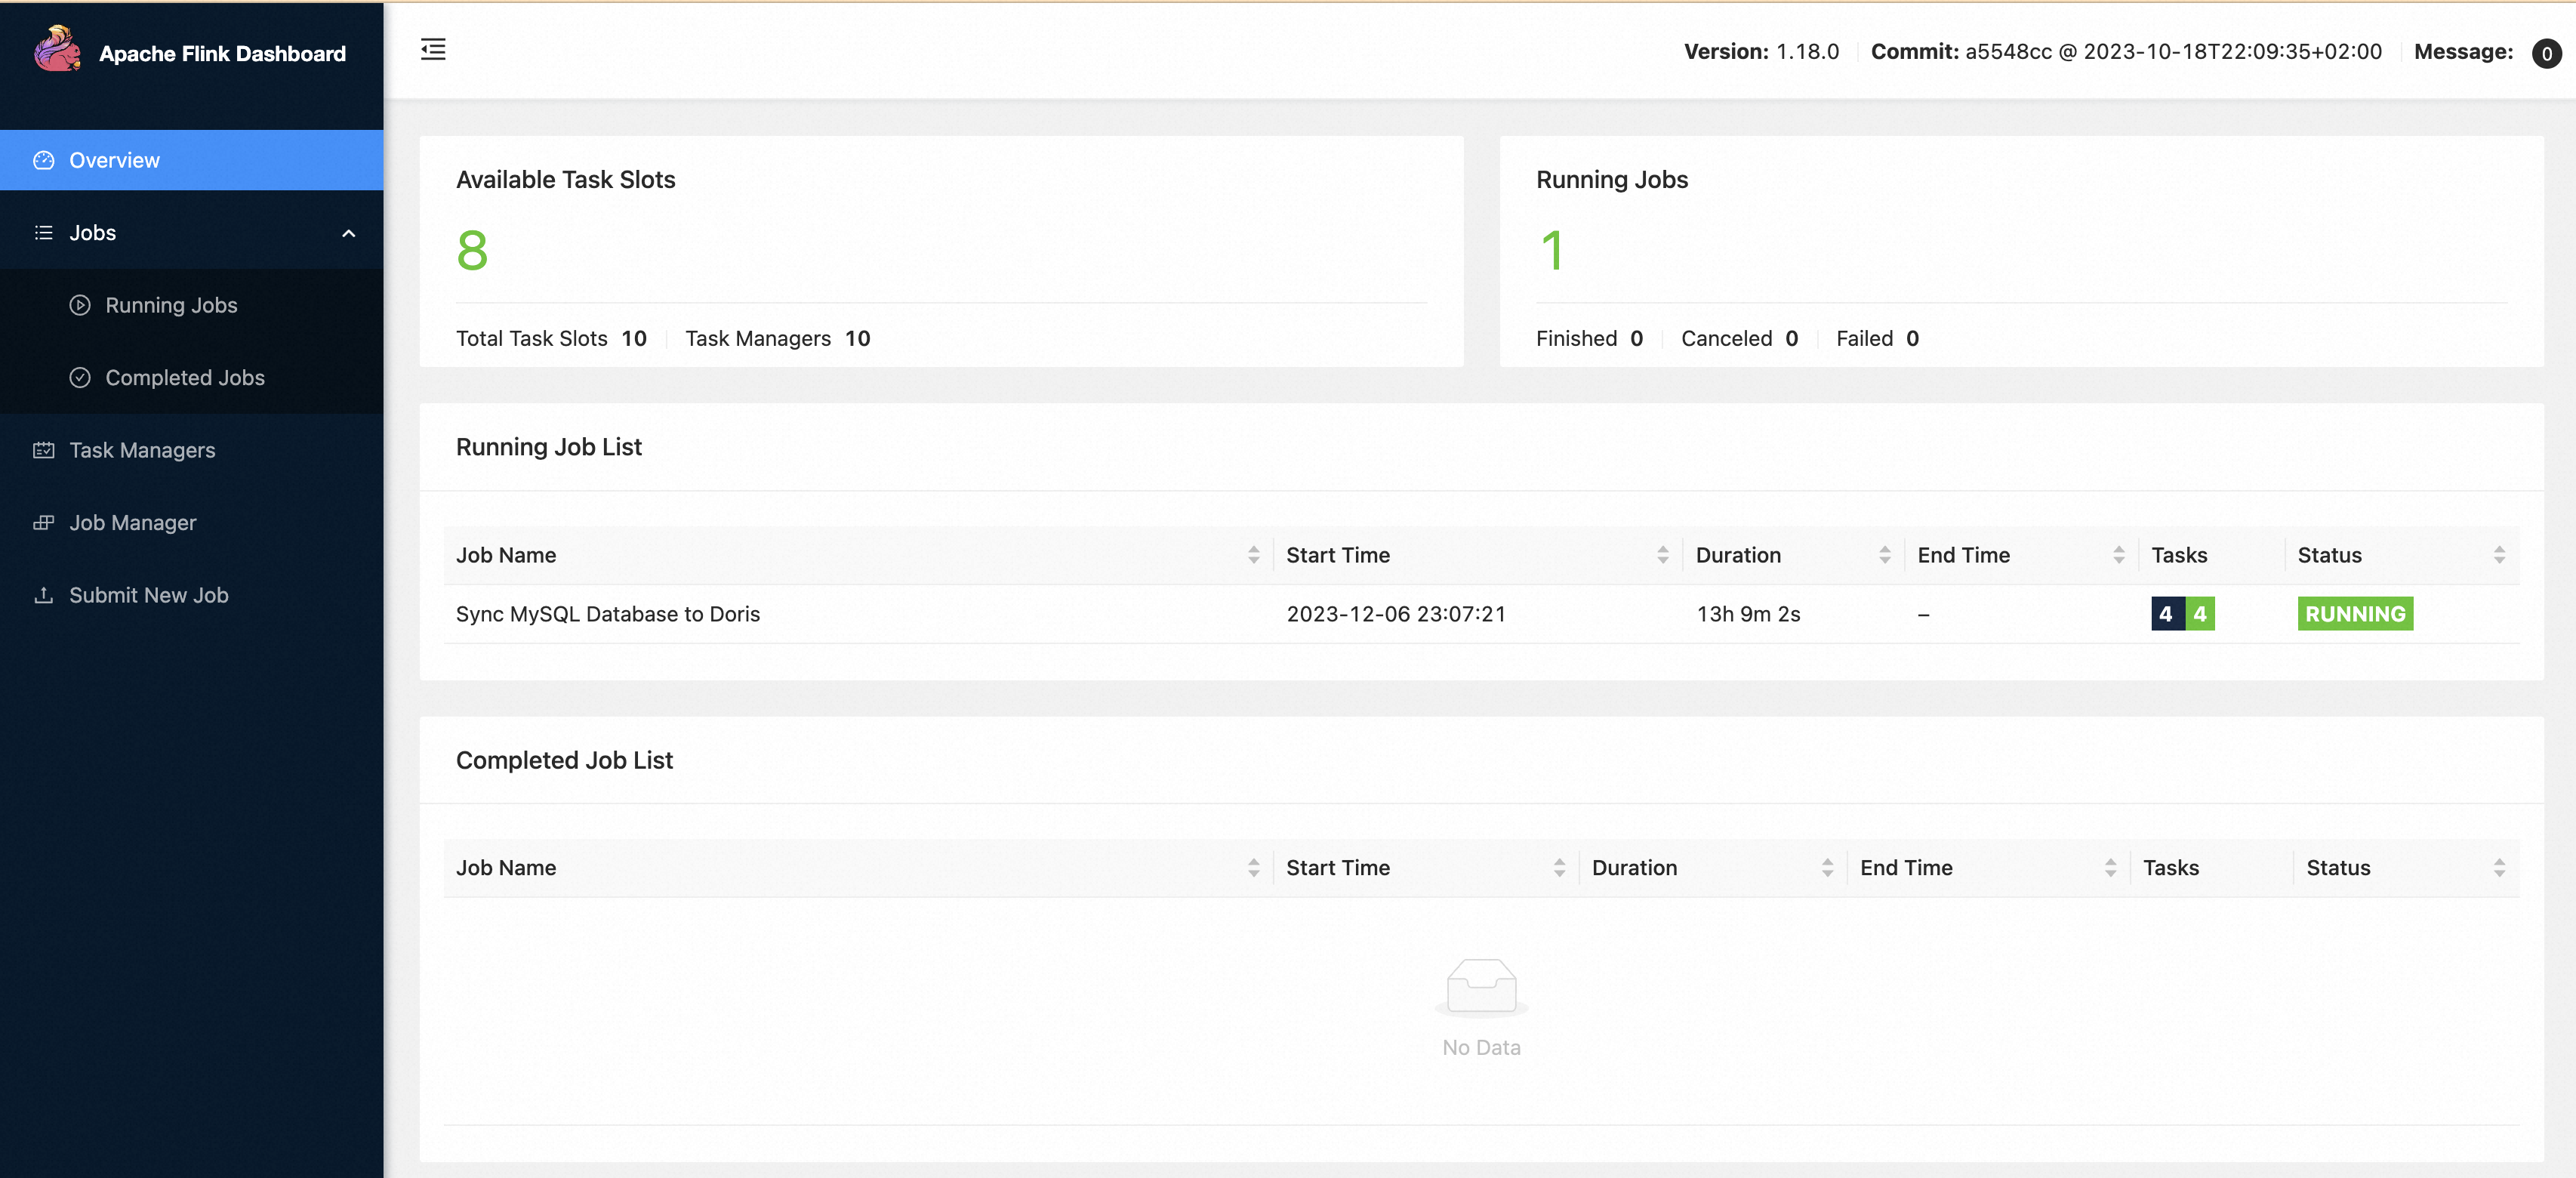 Apache Flink Dashboard
Version: 1.18.0 Commit: a5548cc @ 2023-10-18T22:09:35+02:00 Message: 0
Overview
Jobs
Running Jobs
Completed Jobs
Task Managers
Job Manager
Submit New Job
Available Task Slots
8
Total Task Slots 10 Task Managers 10
Running Jobs
1
Finished 0 Canceled 0 Failed 0
Running Job List
Job Name Start Time Duration End Time Tasks Status
Sync MySQL Database to Doris 2023-12-06 23:07:21 13h 9m 2s – 4 4 RUNNING
Completed Job List
Job Name Start Time Duration End Time Tasks Status
No Data